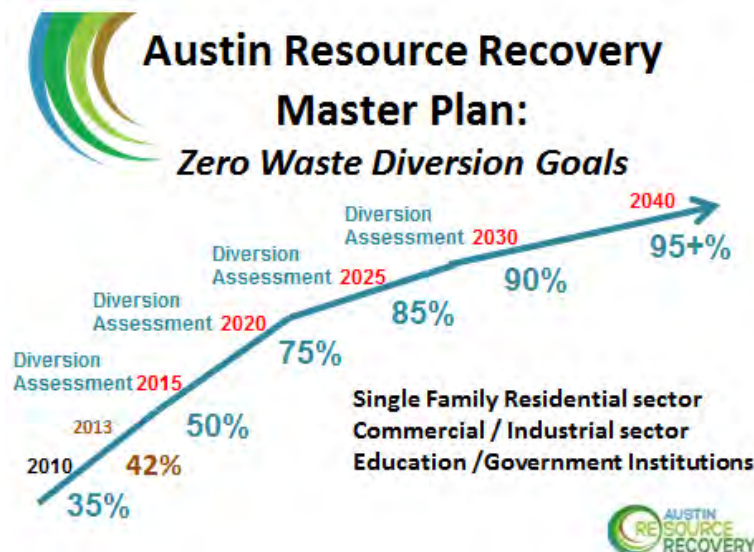 Austin Resource Recovery
Master Plan:
Zero Waste Diversion Goals
2040
Diversion
Assessment 2030
95+%
Diversion
Assessment 2025
90%
Diversion
Assessment 2020
85%
75%
Diversion
Assessment 2015
2013
50%
2010
42%
35%
Single Family Residential sector
Commercial / Industrial sector
Education /Government Institutions
AUSTIN
RESOURCE
RECOVERY